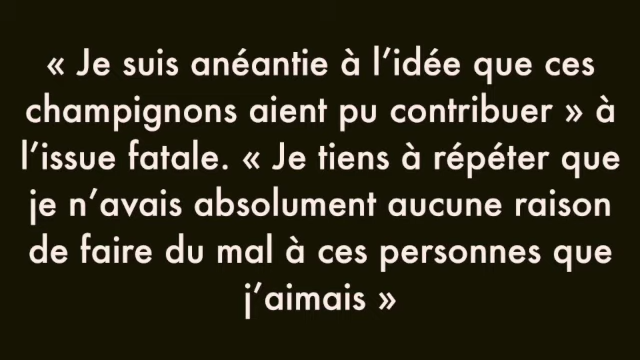 « Je suis anéantie à l’idée que ces
champignons aient pu contribuer » à
l’issue fatale. « Je tiens à répéter que
je n’avais absolument aucune raison
de faire du mal à ces personnes que
j’aimais »